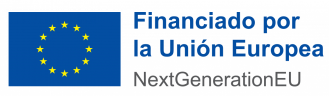 Financiado por
la Unión Europea
NextGenerationEU